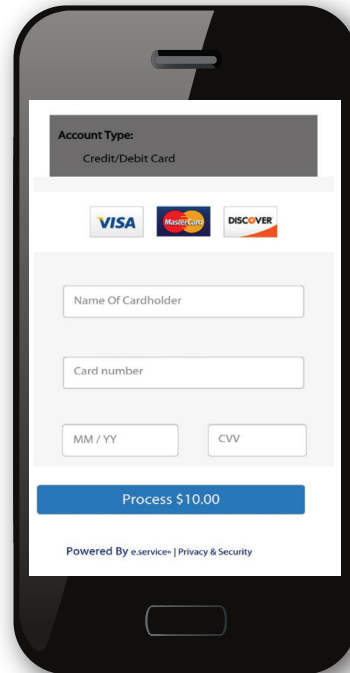 Account Type:
Credit/Debit Card
VISA MasterCard DISCOVER
Name Of Cardholder
Card number
MM / YY CVV
Process $10.00
Powered By e.service® | Privacy & Security